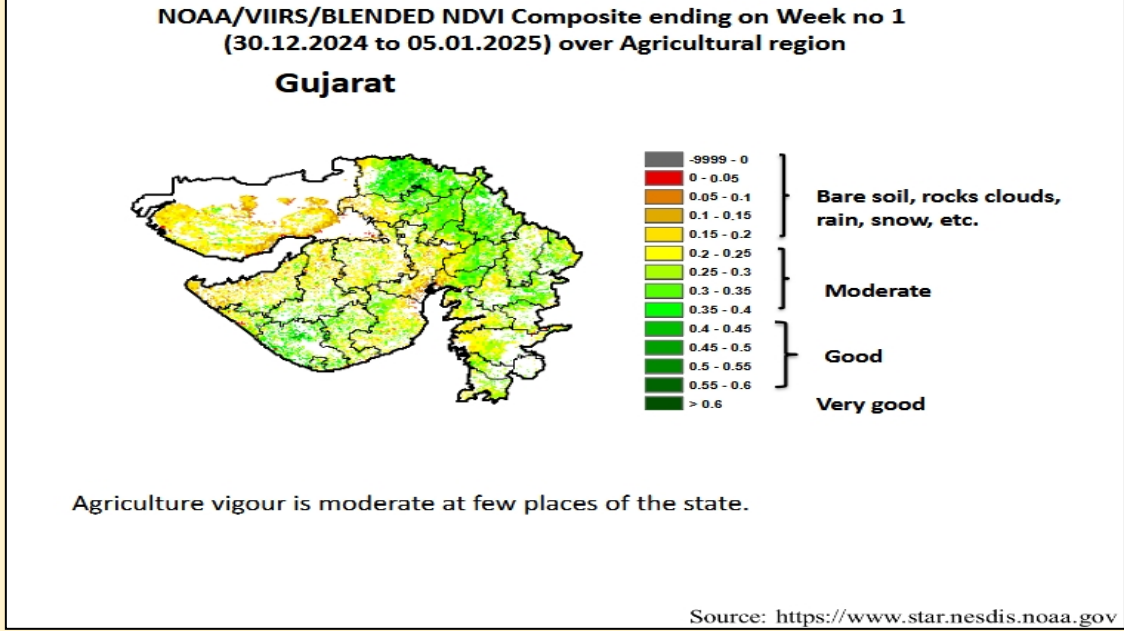 NOAA/VIIRS/BLENDED NDVI Composite ending on Week no 1
(30.12.2024 to 05.01.2025) over Agricultural region
Gujarat
-9999 - 0
0 - 0.05
0.05 - 0.1
0.1 - 0.15
0.15 - 0.2
0.2 - 0.25
0.25 - 0.3
0.3 - 0.35
0.35 - 0.4
0.4 - 0.45
0.45 - 0.5
0.5 - 0.55
0.55 - 0.6
> 0.6
Bare soil, rocks clouds,
rain, snow, etc.
Moderate
Good
Very good
Agriculture vigour is moderate at few places of the state.
Source: https://www.star.nesdis.noaa.gov